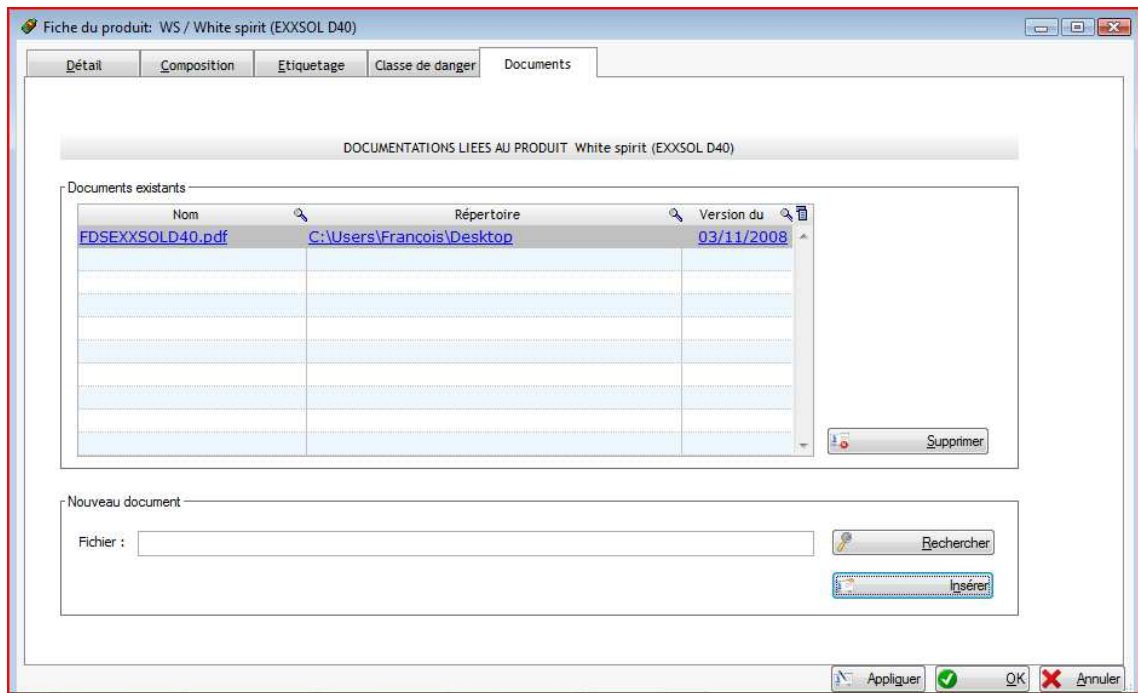 Fiche du produit: WS / White spirit (EXXSOL D40)
Détail Composition Etiquetage Classe de danger Documents
DOCUMENTATIONS LIEES AU PRODUIT White spirit (EXXSOL D40)
Documents existants
Nom Répertoire Version du
FDSEXXSOLD40.pdf C:\Users\François\Desktop 03/11/2008
Supprimer
Nouveau document
Fichier :
Rechercher
Insérer
Appliquer OK Annuler